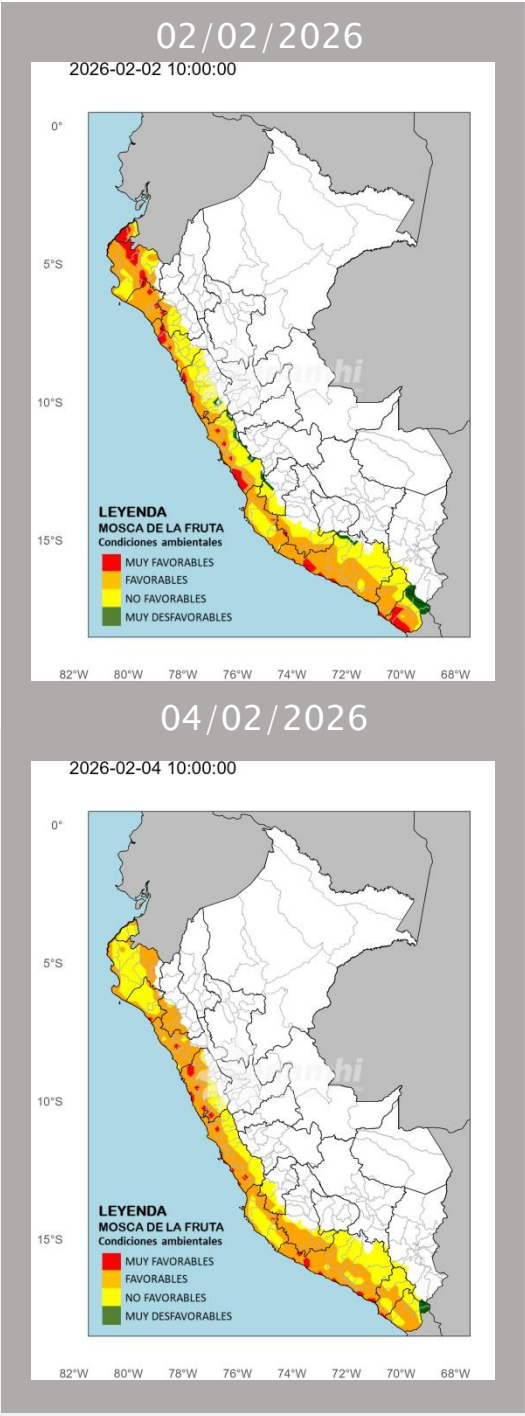 02/02/2026
2026-02-02 10:00:00
0°
5°S
10°S
15°S
LEYENDA
MOSCA DE LA FRUTA
Condiciones ambientales
MUY FAVORABLES
FAVORABLES
NO FAVORABLES
MUY DESFAVORABLES
82°W 80°W 78°W 76°W 74°W 72°W 70°W 68°W
04/02/2026
2026-02-04 10:00:00
0°
5°S
10°S
15°S
LEYENDA
MOSCA DE LA FRUTA
Condiciones ambientales
MUY FAVORABLES
FAVORABLES
NO FAVORABLES
MUY DESFAVORABLES
82°W 80°W 78°W 76°W 74°W 72°W 70°W 68°W